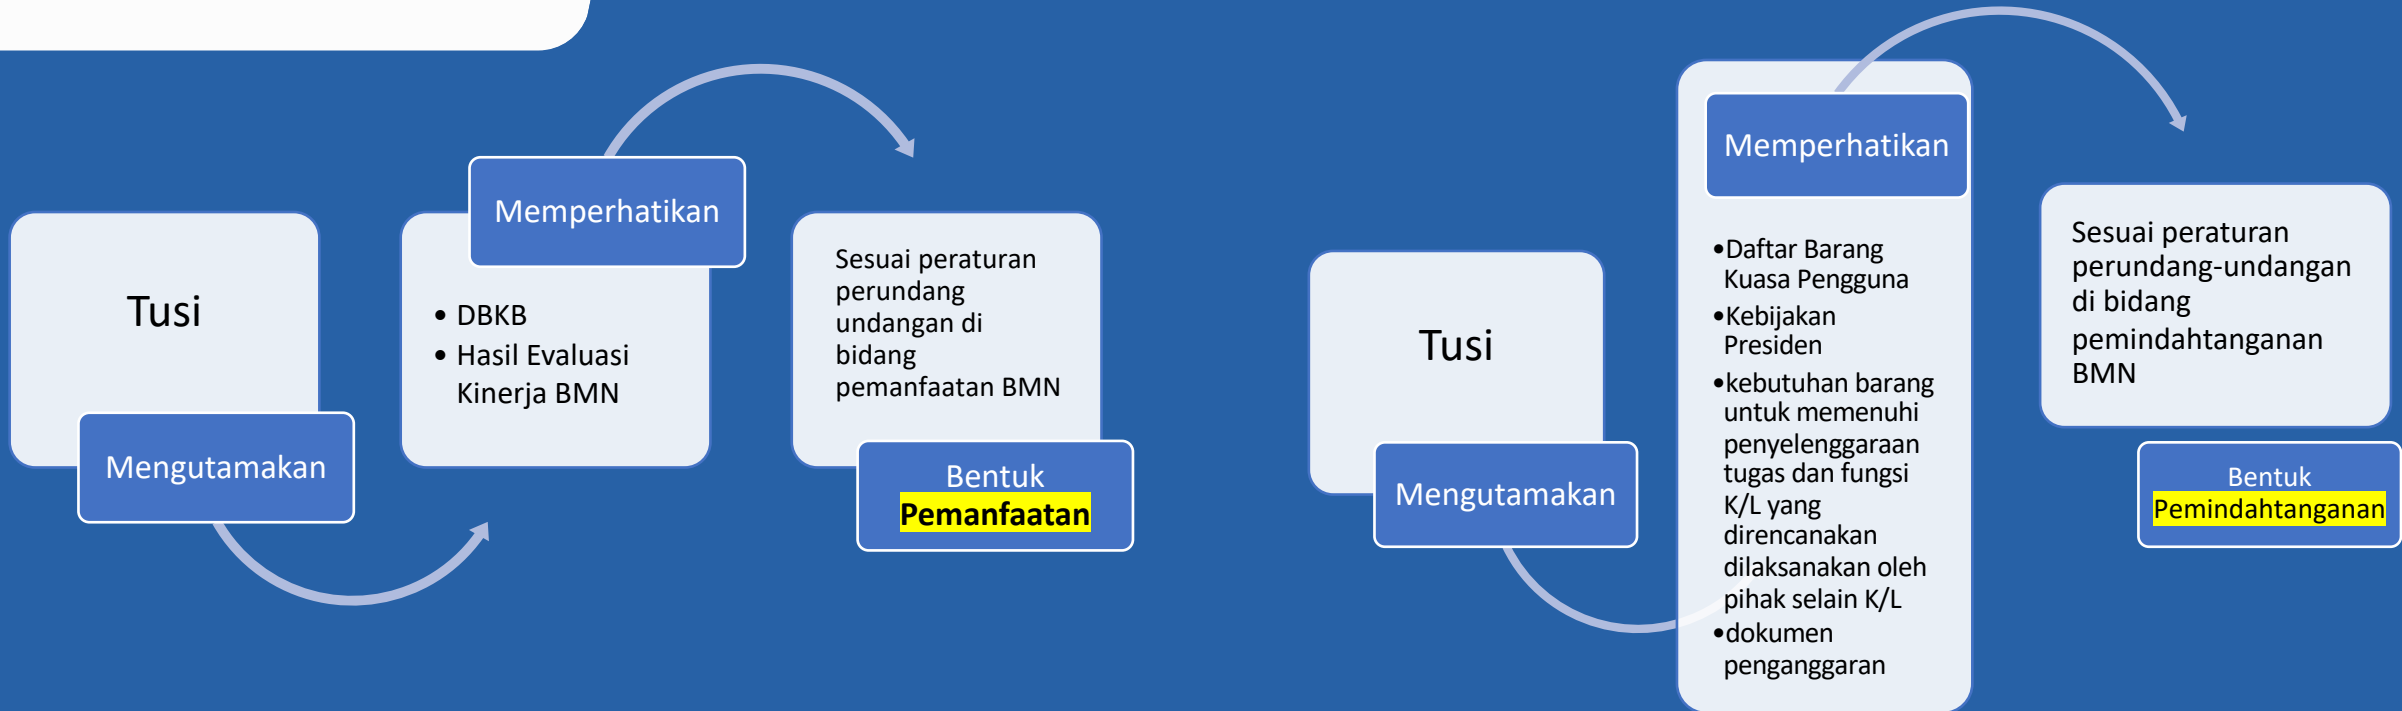 Tusi
Mengutamakan
Memperhatikan
• DBKB
• Hasil Evaluasi
Kinerja BMN
Sesuai peraturan
perundang
undangan di
bidang
pemanfaatan BMN
Bentuk
Pemanfaatan
Tusi
Mengutamakan
Memperhatikan
•Daftar Barang
Kuasa Pengguna
•Kebijakan
Presiden
•kebutuhan barang
untuk memenuhi
penyelenggaraan
tugas dan fungsi
K/L yang
direncanakan
dilaksanakan oleh
pihak selain K/L
•dokumen
penganggaran
Sesuai peraturan
perundang-undangan
di bidang
pemindahtanganan
BMN
Bentuk
Pemindahtanganan